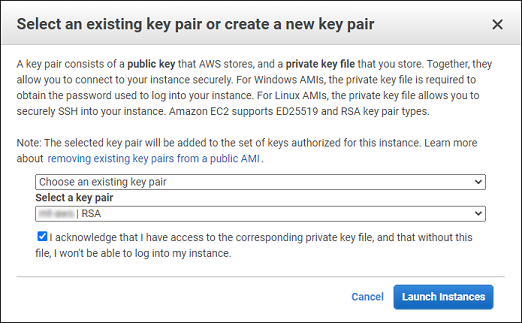 Select an existing key pair or create a new key pair
A key pair consists of a public key that AWS stores, and a private key file that you store. Together, they
allow you to connect to your instance securely. For Windows AMIs, the private key file is required to
obtain the password used to log into your instance. For Linux AMIs, the private key file allows you to
securely SSH into your instance. Amazon EC2 supports ED25519 and RSA key pair types.
Note: The selected key pair will be added to the set of keys authorized for this instance. Learn more
about removing existing key pairs from a public AMI.
Choose an existing key pair
Select a key pair
| RSA
I acknowledge that I have access to the corresponding private key file, and that without this
file, I won't be able to log into my instance.
Cancel Launch Instances